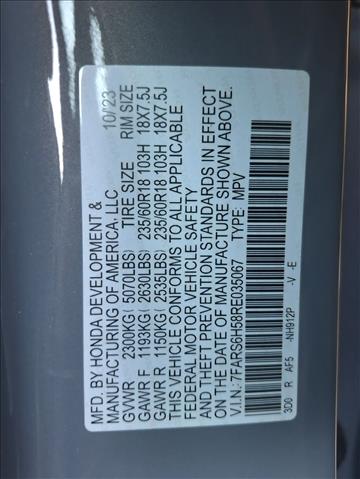 MFD. BY HONDA DEVELOPMENT &
MANUFACTURING OF AMERICA, LLC 10/23
GVWR 2300KG (5070LBS) TIRE SIZE RIM SIZE
GAWR F 1193KG (2630LBS) 235/60R18 103H 18X7.5J
GAWR R 1150KG (2535LBS) 235/60R18 103H 18X7.5J
THIS VEHICLE CONFORMS TO ALL APPLICABLE
FEDERAL MOTOR VEHICLE SAFETY
AND THEFT PREVENTION STANDARDS IN EFFECT
ON THE DATE OF MANUFACTURE SHOWN ABOVE.
V.I.N.:7FARS6H58RE035067 TYPE: MPV
3D0 R AF5 -NH912P -V -E